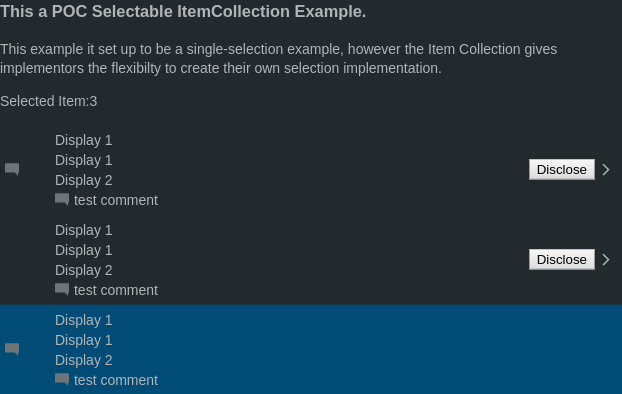 This a POC Selectable ItemCollection Example.
This example it set up to be a single-selection example, however the Item Collection gives
implementors the flexibilty to create their own selection implementation.
Selected Item:3
Display 1
Display 1
Display 2
test comment
Disclose
Display 1
Display 1
Display 2
test comment
Disclose
Display 1
Display 1
Display 2
test comment